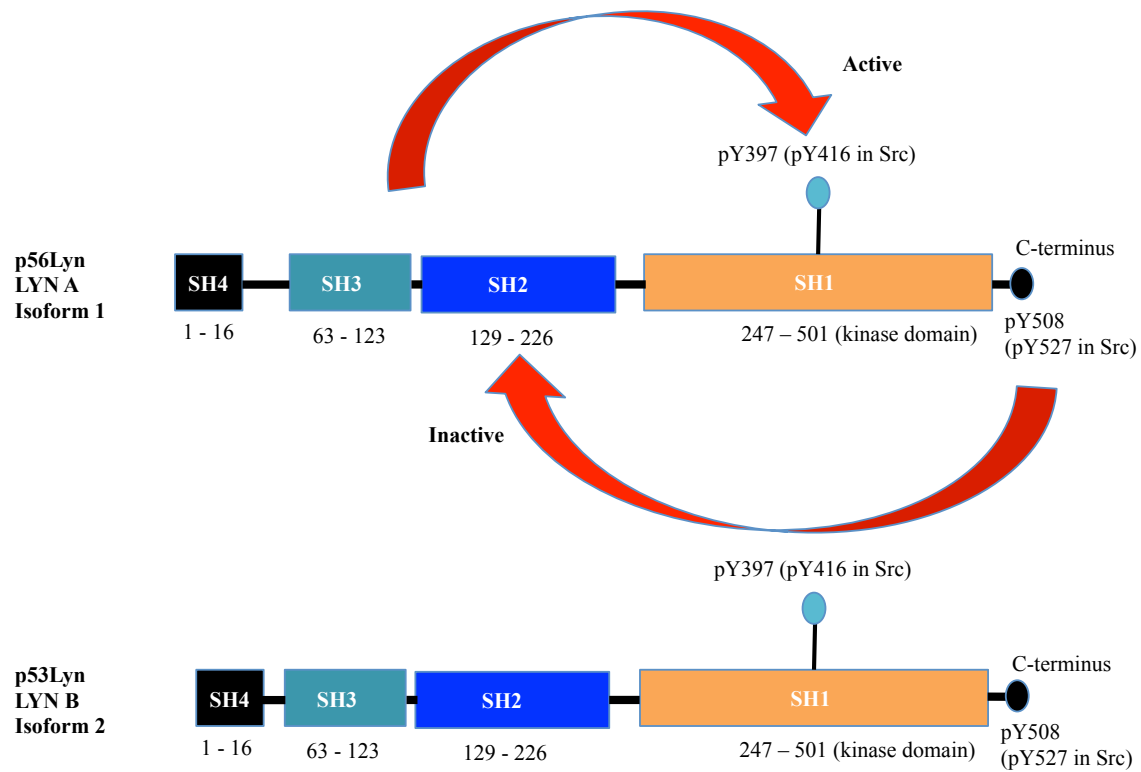 Active
pY397 (pY416 in Src)
C-terminus
p56Lyn
LYN A
Isoform 1
SH4
SH3
SH2
SH1
1 - 16
63 - 123
129 - 226
247 – 501 (kinase domain)
pY508
(pY527 in Src)
Inactive
pY397 (pY416 in Src)
C-terminus
p53Lyn
LYN B
Isoform 2
SH4
SH3
SH2
SH1
1 - 16
63 - 123
129 - 226
247 – 501 (kinase domain)
pY508
(pY527 in Src)